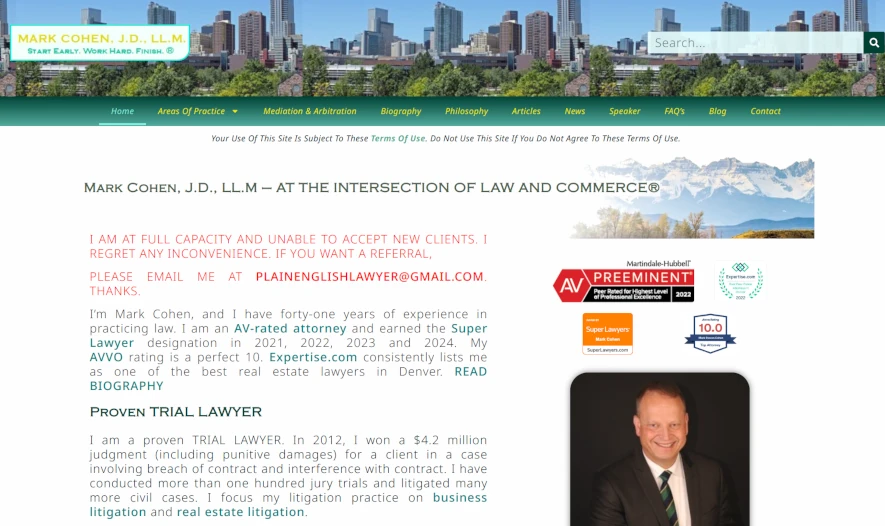 MARK COHEN, J.D., LL.M.
START EARLY. WORK HARD. FINISH. ®
Search...
Home
Areas Of Practice
Mediation & Arbitration
Biography
Philosophy
Articles
News
Speaker
FAQ's
Blog
Contact
Your Use Of This Site Is Subject To These Terms Of Use. Do Not Use This Site If You Do Not Agree To These Terms Of Use.
MARK COHEN, J.D., LL.M – AT THE INTERSECTION OF LAW AND COMMERCE®
I AM AT FULL CAPACITY AND UNABLE TO ACCEPT NEW CLIENTS. I
REGRET ANY INCONVENIENCE. IF YOU WANT A REFERRAL,
PLEASE EMAIL ME AT PLAINENGLISHLAWYER@GMAIL.COM.
THANKS.
I'm Mark Cohen, and I have forty-one years of experience in
practicing law. I am an AV-rated attorney and earned the Super
Lawyer designation in 2021, 2022, 2023 and 2024. My
AVVO rating is a perfect 10. Expertise.com consistently lists me
as one of the best real estate lawyers in Denver. READ
BIOGRAPHY
PROVEN TRIAL LAWYER
I am a proven TRIAL LAWYER. In 2012, I won a $4.2 million
judgment (including punitive damages) for a client in a case
involving breach of contract and interference with contract. I have
conducted more than one hundred jury trials and litigated many
more civil cases. I focus my litigation practice on business
litigation and real estate litigation.
Martindale-Hubbell
AV PREEMINENT
Peer Rated for Highest Level
of Professional Excellence
2022
Expertise.com
2022
Super Lawyers
Mark Cohen
SuperLawyers.com
10.0
Mark Evans Cohen
Top Attorney